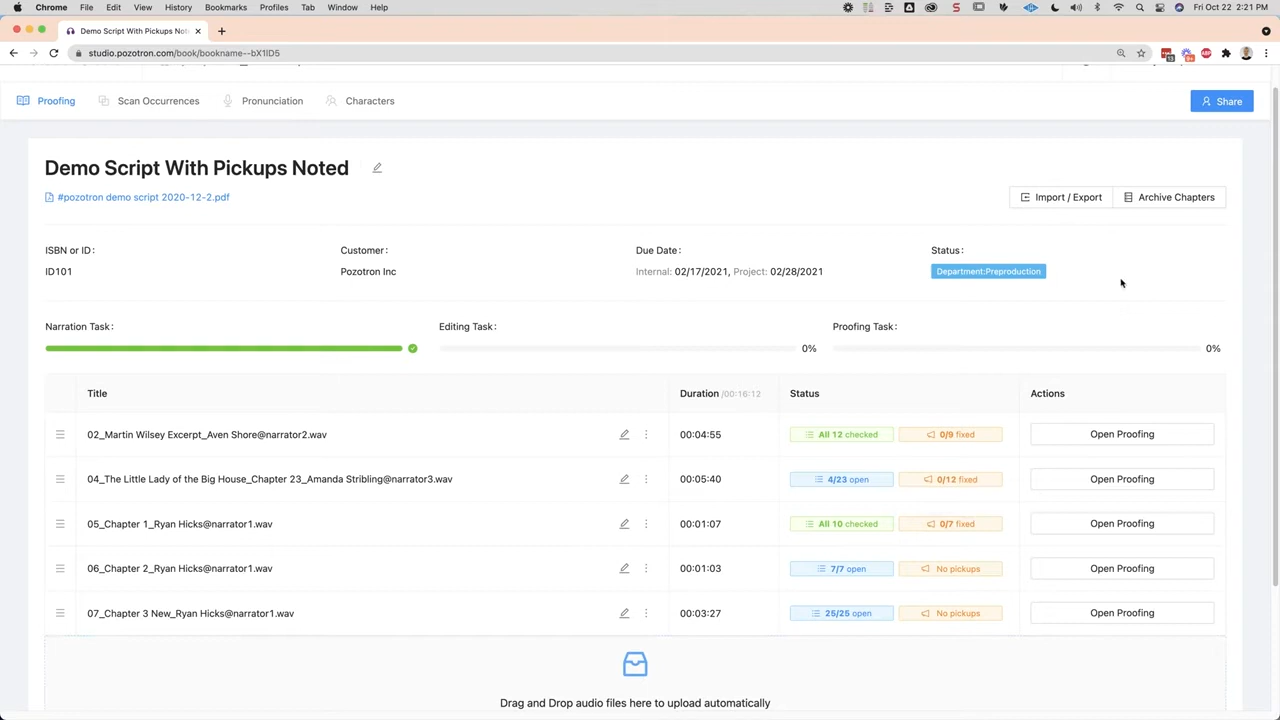 Chrome File Edit View History Bookmarks Profiles Tab Window Help Fri Oct 22 2:21 PM
Demo Script With Pickups No
studio.pozotron.com/book/bookname--bX1lD5
Proofing Scan Occurrences Pronunciation Characters Share
Demo Script With Pickups Noted
#pozotron demo script 2020-12-2.pdf Import / Export Archive Chapters
ISBN or ID: Customer: Due Date: Status:
ID101 Pozotron Inc Internal: 02/17/2021, Project: 02/28/2021 Department:Preproduction
Narration Task: Editing Task: Proofing Task:
0% 0%
Title Duration /00:16:12 Status Actions
02_Martin Wilsey Excerpt_Aven Shore@narrator2.wav 00:04:55 All 12 checked 0/9 fixed Open Proofing
04_The Little Lady of the Big House_Chapter 23_Amanda Stribling@narrator3.wav 00:05:40 4/23 open 0/12 fixed Open Proofing
05_Chapter 1_Ryan Hicks@narrator1.wav 00:01:07 All 10 checked 0/7 fixed Open Proofing
06_Chapter 2_Ryan Hicks@narrator1.wav 00:01:03 7/7 open No pickups Open Proofing
07_Chapter 3 New_Ryan Hicks@narrator1.wav 00:03:27 25/25 open No pickups Open Proofing
Drag and Drop audio files here to upload automatically